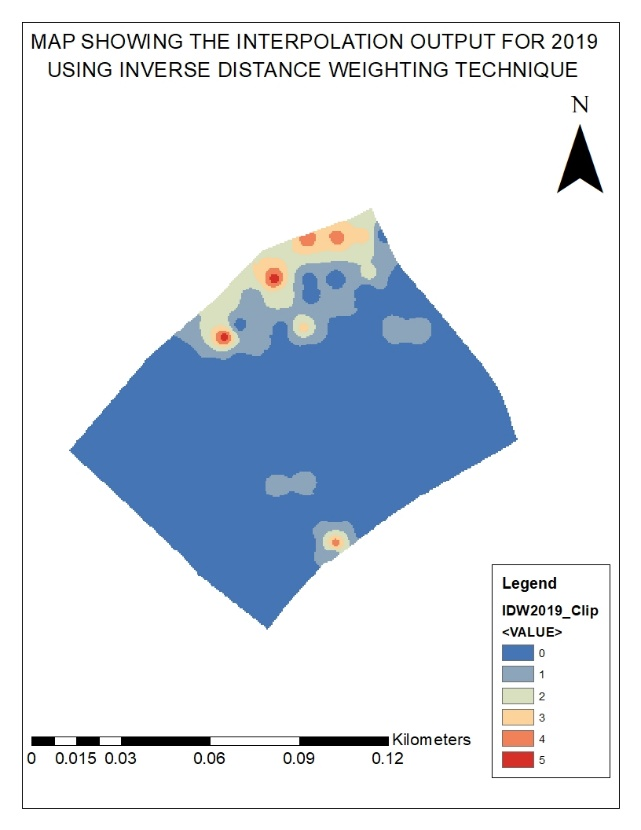 MAP SHOWING THE INTERPOLATION OUTPUT FOR 2019
USING INVERSE DISTANCE WEIGHTING TECHNIQUE
N
Legend
IDW2019_Clip
<VALUE>
0
1
2
3
4
5
Kilometers
0 0.015 0.03 0.06 0.09 0.12